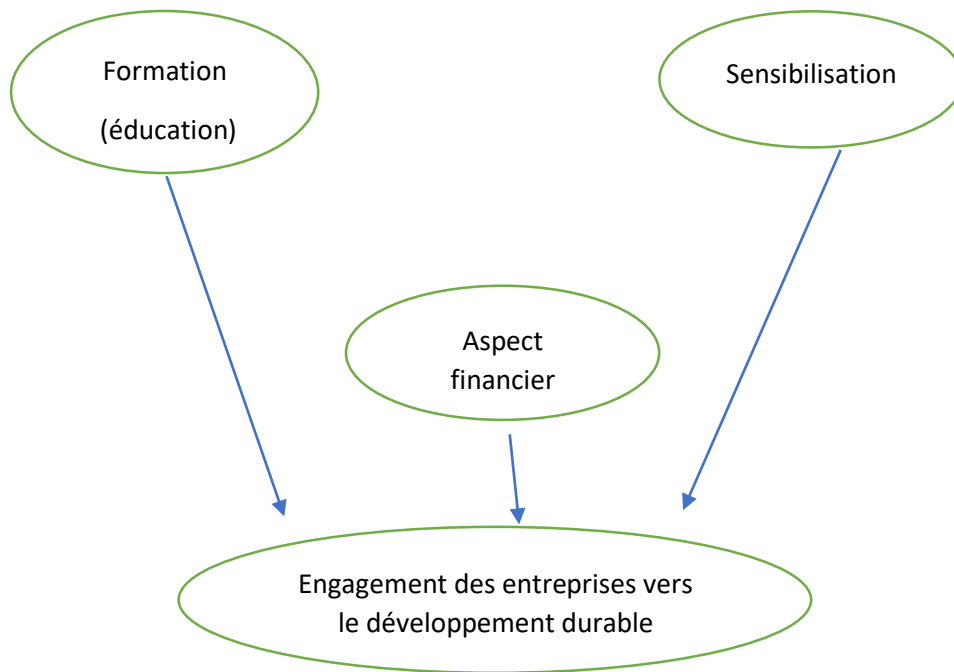 Formation
(éducation)
Sensibilisation
Aspect
financier
Engagement des entreprises vers
le développement durable